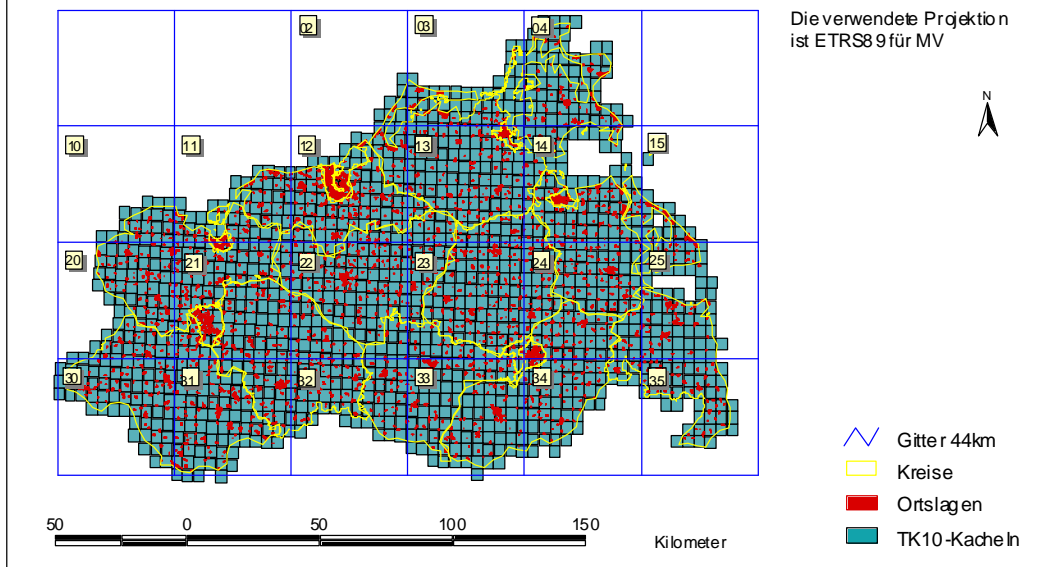 02 03 04
Die verwendete Projektion
ist ETRS89 für MV
N
10 11 12 13 14 15
20 21 22 23 24 25
30 31 32 33 34 35
Gitter 44km
Kreise
Ortslagen
TK10-Kacheln
50 0 50 100 150
Kilometer